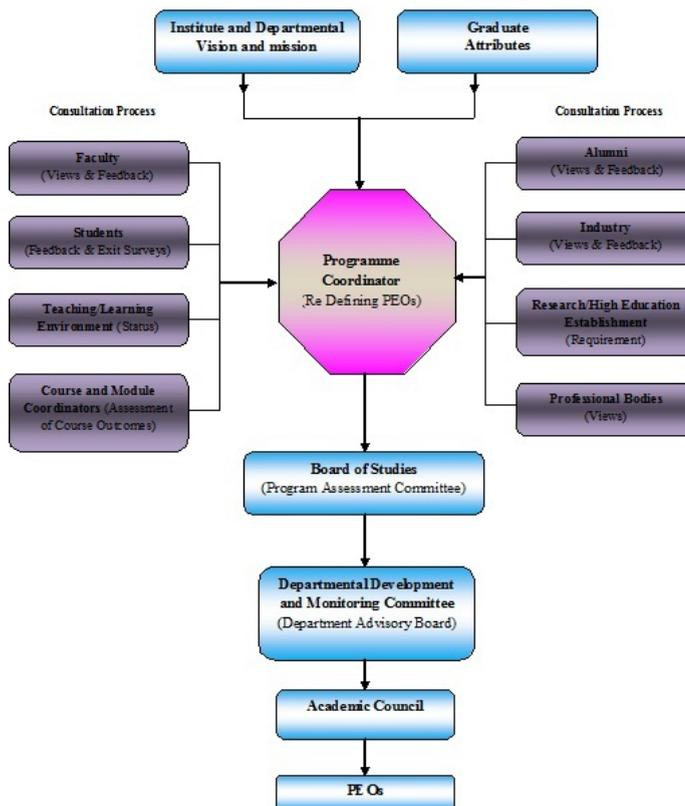 Institute and Departmental
Vision and mission
Graduate
Attributes
Consultation Process
Consultation Process
Faculty
(Views & Feedback)
Students
(Feedback & Exit Surveys)
Teaching/Learning
Environment (Status)
Course and Module
Coordinators (Assessment
of Course Outcomes)
Programme
Coordinator
(Re Defining PEOs)
Alumni
(Views & Feedback)
Industry
(Views & Feedback)
Research/High Education
Establishment
(Requirement)
Professional Bodies
(Views)
Board of Studies
(Program Assessment Committee)
Departmental Development
and Monitoring Committee
(Department Advisory Board)
Academic Council
PEOs